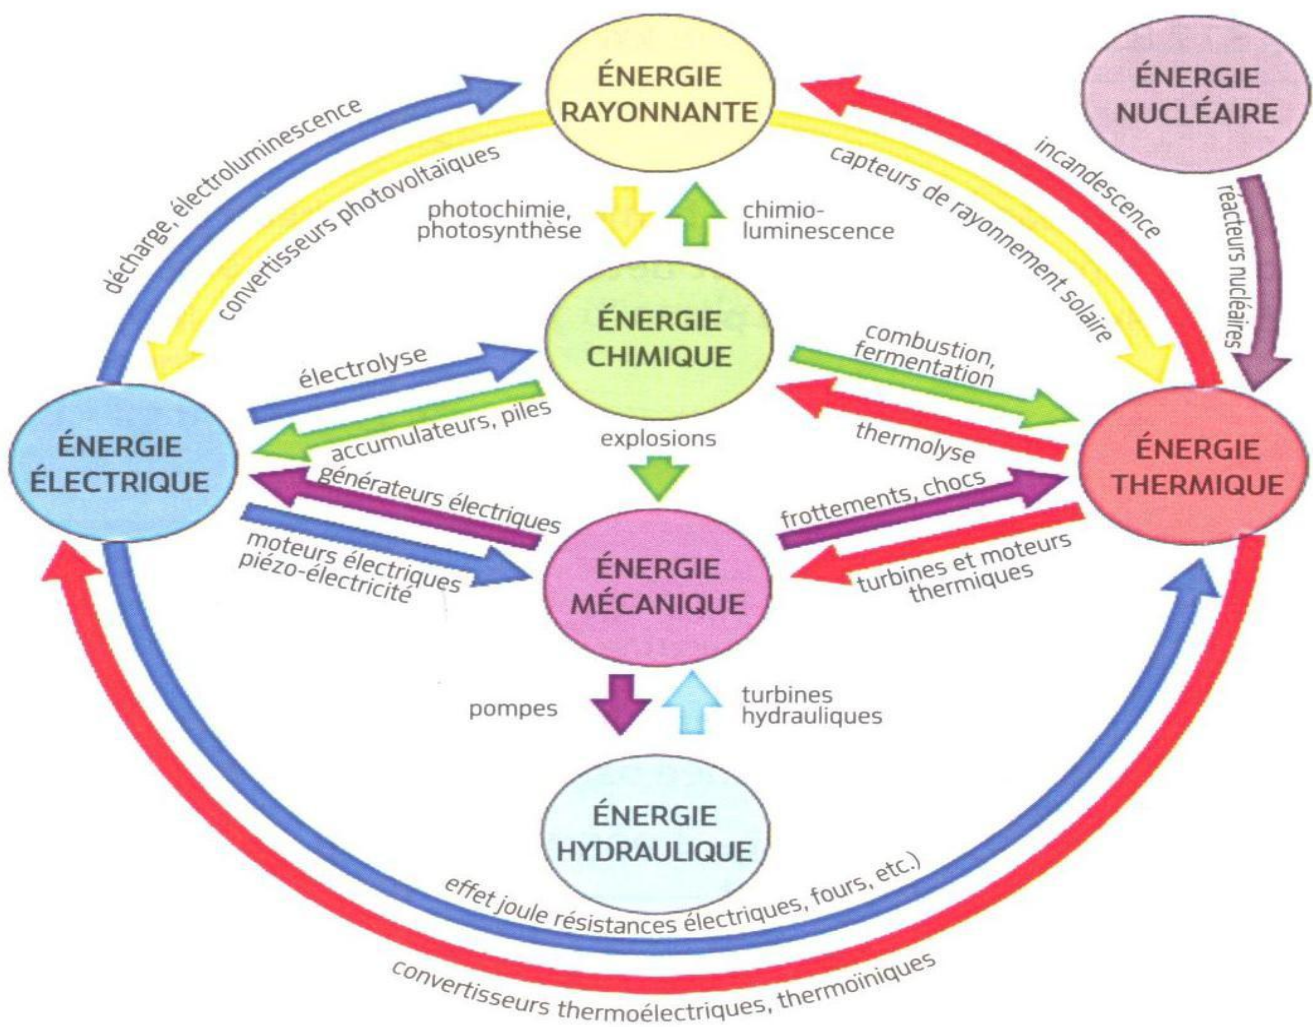 ÉNERGIE
RAYONNANTE
ÉNERGIE
NUCLÉAIRE
décharge, électroluminescence
convertisseurs photovoltaïques
photochimie,
photosynthèse
chimio-
luminescence
capteurs de rayonnement solaire
incandescence
réacteurs nucléaires
ÉNERGIE
CHIMIQUE
électrolyse
accumulateurs, piles
combustion,
fermentation
thermolyse
explosions
ÉNERGIE
ÉLECTRIQUE
ÉNERGIE
THERMIQUE
générateurs électriques
moteurs électriques
piézo-électricité
frottements, chocs
turbines et moteurs
thermiques
ÉNERGIE
MÉCANIQUE
pompes
turbines
hydrauliques
ÉNERGIE
HYDRAULIQUE
effet joule résistances électriques, fours, etc.)
convertisseurs thermoélectriques, thermoïniques